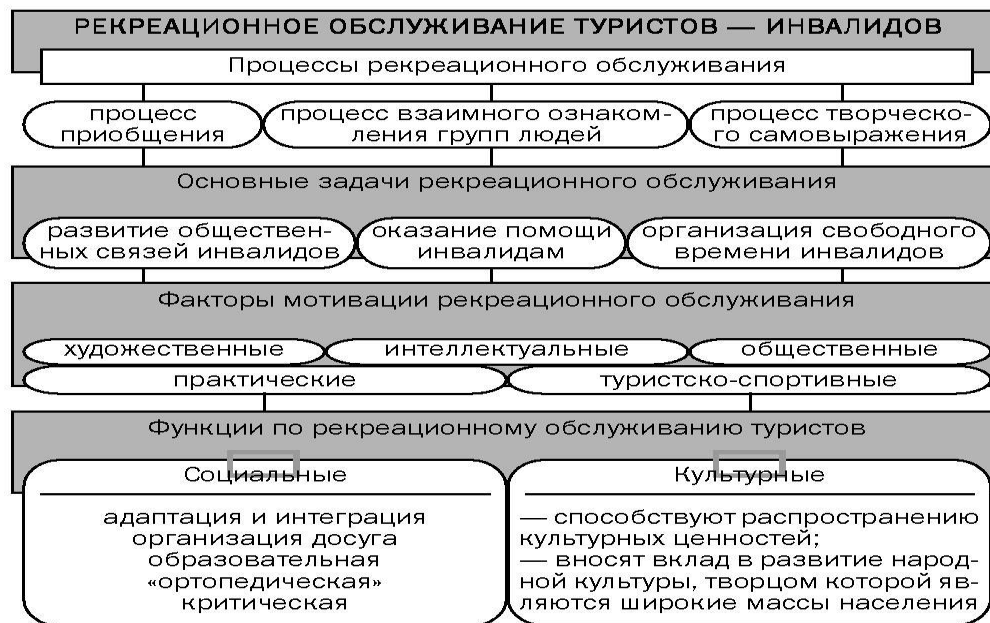 РЕКРЕАЦИОННОЕ ОБСЛУЖИВАНИЕ ТУРИСТОВ — ИНВАЛИДОВ
Процессы рекреационного обслуживания
процесс
приобщения
процесс взаимного ознаком-
ления групп людей
процесс творческо-
го самовыражения
Основные задачи рекреационного обслуживания
развитие обществен-
ных связей инвалидов
оказание помощи
инвалидам
организация свободного
времени инвалидов
Факторы мотивации рекреационного обслуживания
художественные
интеллектуальные
общественные
практические
туристско-спортивные
Функции по рекреационному обслуживанию туристов
Социальные
адаптация и интеграция
организация досуга
образовательная
«ортопедическая»
критическая
Культурные
— способствуют распространению
культурных ценностей;
— вносят вклад в развитие народ-
ной культуры, творцом которой яв-
ляются широкие массы населения